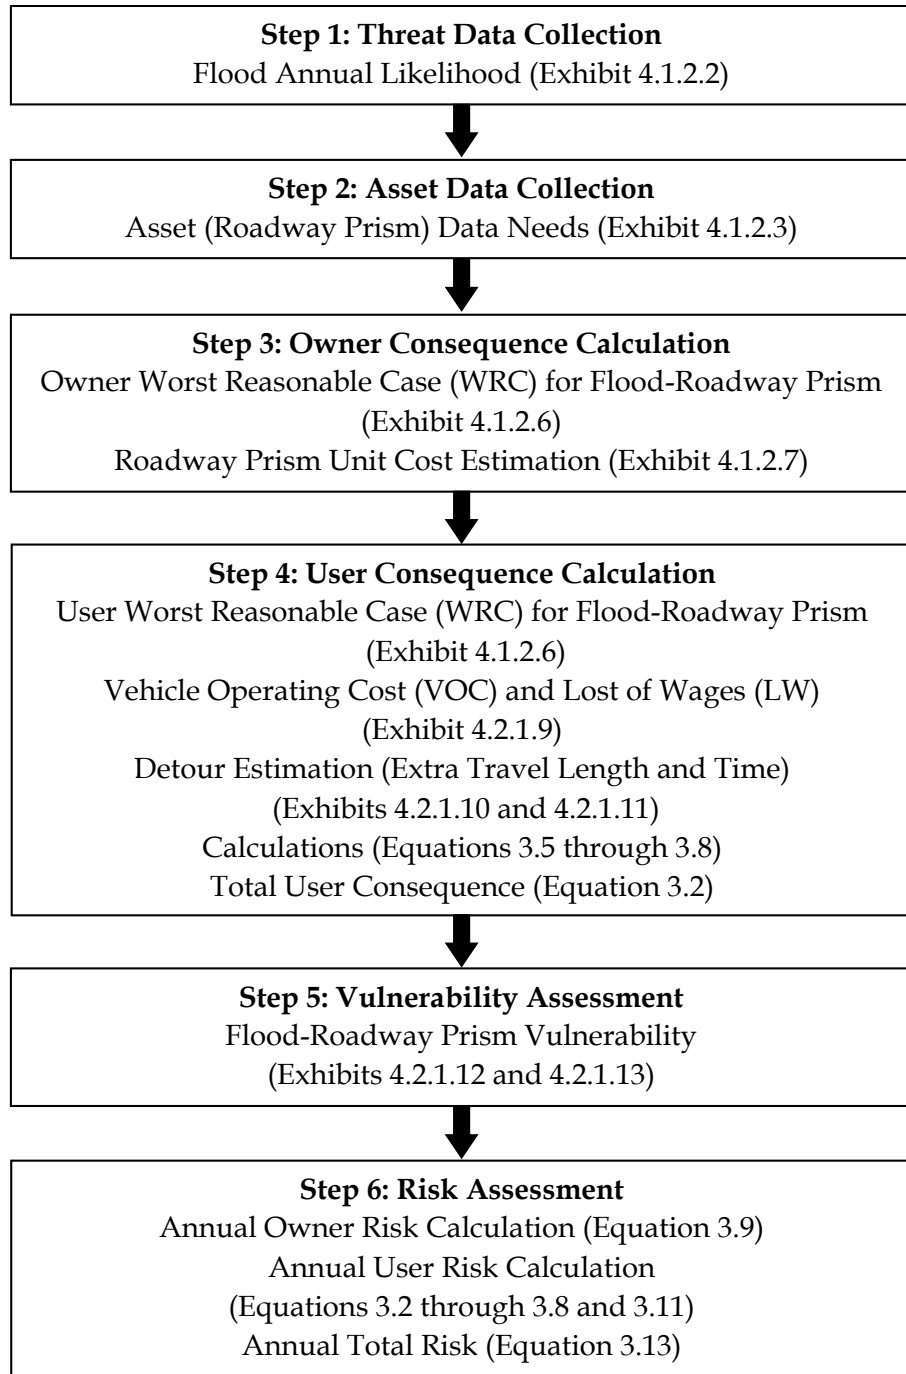 Step 1: Threat Data Collection
Flood Annual Likelihood (Exhibit 4.1.2.2)
Step 2: Asset Data Collection
Asset (Roadway Prism) Data Needs (Exhibit 4.1.2.3)
Step 3: Owner Consequence Calculation
Owner Worst Reasonable Case (WRC) for Flood-Roadway Prism
(Exhibit 4.1.2.6)
Roadway Prism Unit Cost Estimation (Exhibit 4.1.2.7)
Step 4: User Consequence Calculation
User Worst Reasonable Case (WRC) for Flood-Roadway Prism
(Exhibit 4.1.2.6)
Vehicle Operating Cost (VOC) and Lost of Wages (LW)
(Exhibit 4.2.1.9)
Detour Estimation (Extra Travel Length and Time)
(Exhibits 4.2.1.10 and 4.2.1.11)
Calculations (Equations 3.5 through 3.8)
Total User Consequence (Equation 3.2)
Step 5: Vulnerability Assessment
Flood-Roadway Prism Vulnerability
(Exhibits 4.2.1.12 and 4.2.1.13)
Step 6: Risk Assessment
Annual Owner Risk Calculation (Equation 3.9)
Annual User Risk Calculation
(Equations 3.2 through 3.8 and 3.11)
Annual Total Risk (Equation 3.13)